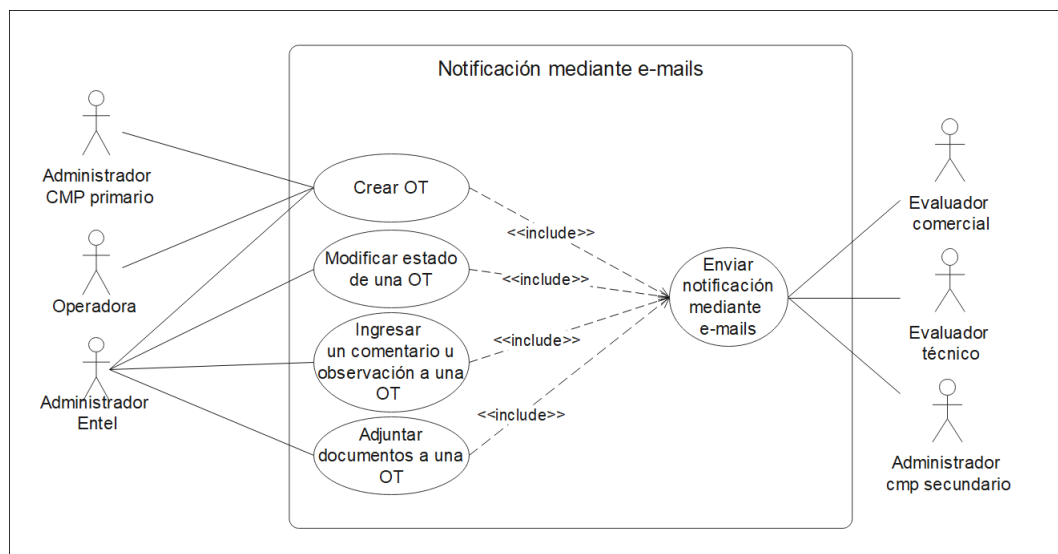 Notificación mediante e-mails
Administrador
CMP primario
Operadora
Administrador
Entel
Crear OT
Modificar estado
de una OT
Ingresar
un comentario u
observación a una
OT
Adjuntar
documentos a una
OT
<<include>>
<<include>>
<<include>>
<<include>>
Enviar
notificación
mediante
e-mails
Evaluador
comercial
Evaluador
técnico
Administrador
cmp secundario